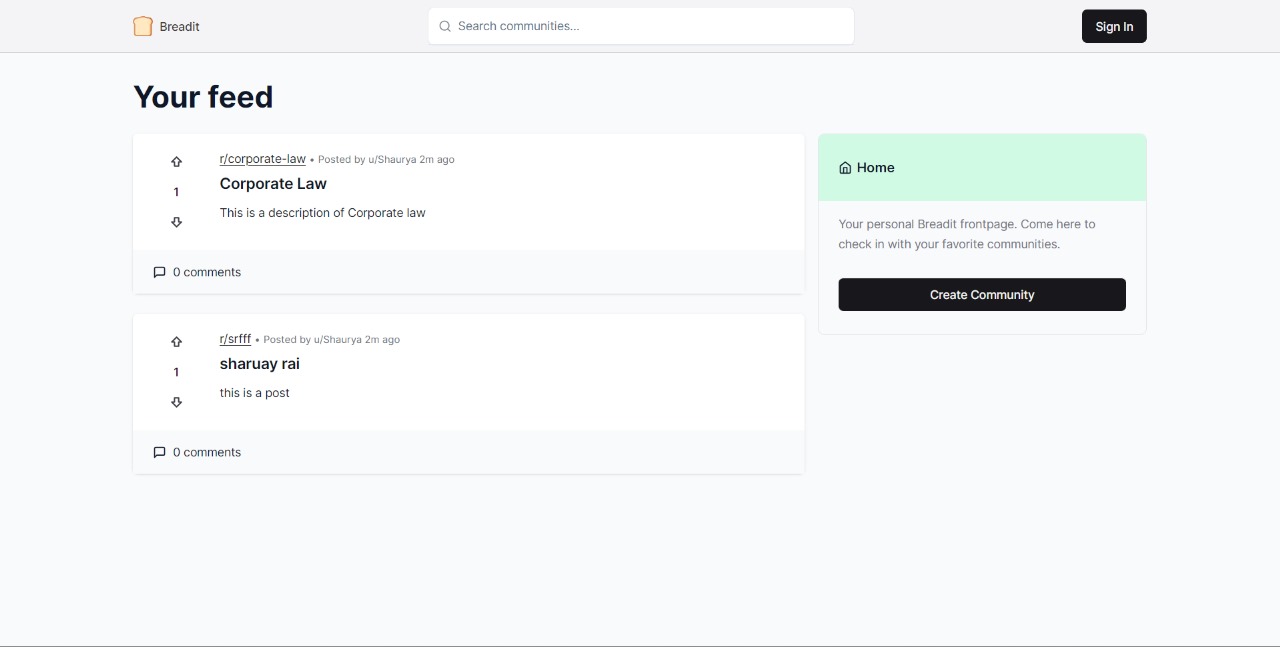 Breadit
Search communities...
Sign In
Your feed
r/corporate-law • Posted by u/Shaurya 2m ago
1
Corporate Law
This is a description of Corporate law
0 comments
r/srfff • Posted by u/Shaurya 2m ago
1
sharuay rai
this is a post
0 comments
Home
Your personal Breadit frontpage. Come here to
check in with your favorite communities.
Create Community